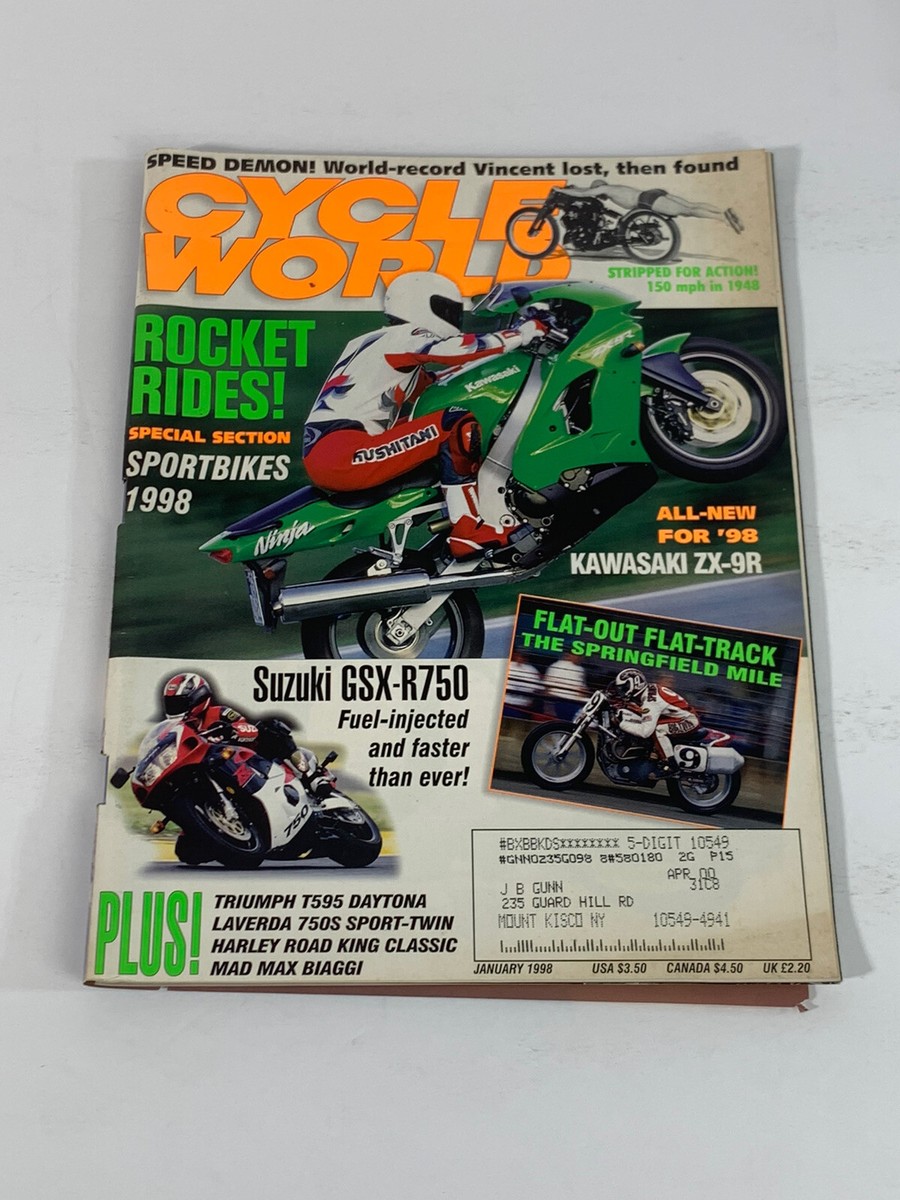 SPEED DEMON! World-record Vincent lost, then found
CYCLE
WORLD
STRIPPED FOR ACTION!
150 mph in 1948
ROCKET
RIDES!
SPECIAL SECTION
SPORTBIKES
1998
Kawasaki
ZX-9R
KUSHITANI
Ninja
ALL-NEW
FOR '98
KAWASAKI ZX-9R
FLAT-OUT FLAT-TRACK
THE SPRINGFIELD MILE
9
9
Suzuki GSX-R750
Fuel-injected
and faster
than ever!
750
PLUS!
TRIUMPH T595 DAYTONA
LAVERDA 750S SPORT-TWIN
HARLEY ROAD KING CLASSIC
MAD MAX BIAGGI
#BXBBKDS******** 5-DIGIT 10549
#GNN0235G098 8#580180 2G P15
APR 00
J B GUNN 31C8
235 GUARD HILL RD
MOUNT KISCO NY 10549-4941
JANUARY 1998 USA $3.50 CANADA $4.50 UK £2.20